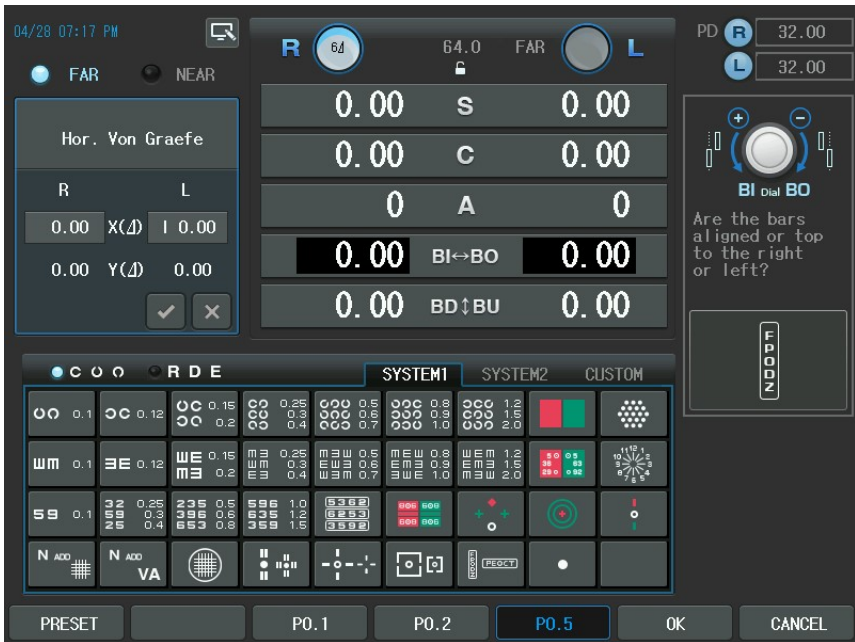 04/28 07:17 PM
FAR NEAR
Hor. Von Graefe
R L
0.00 X(Δ) I 0.00
0.00 Y(Δ) 0.00
R 6Δ 64.0 FAR L
0.00 S 0.00
0.00 C 0.00
0 A 0
0.00 BI↔BO 0.00
0.00 BD↕BU 0.00
PD R 32.00
L 32.00
+ −
BI Dial BO
Are the bars
aligned or top
to the right
or left?
F
P
O
D
Z
R D E
SYSTEM1 SYSTEM2 CUSTOM
0.1
0.12
0.15
0.2
0.25
0.3
0.4
0.5
0.6
0.7
0.8
0.9
1.0
1.2
1.5
2.0
0.1
0.12
0.15
0.2
0.25
0.3
0.4
0.5
0.6
0.7
0.8
0.9
1.0
1.2
1.5
2.0
59 0.1
32 0.25
59 0.3
25 0.4
235 0.5
396 0.6
653 0.8
596 1.0
635 1.2
359 1.5
5362
6253
3592
N ADD
N ADD
VA
PEOCT
PRESET P0.1 P0.2 P0.5 OK CANCEL